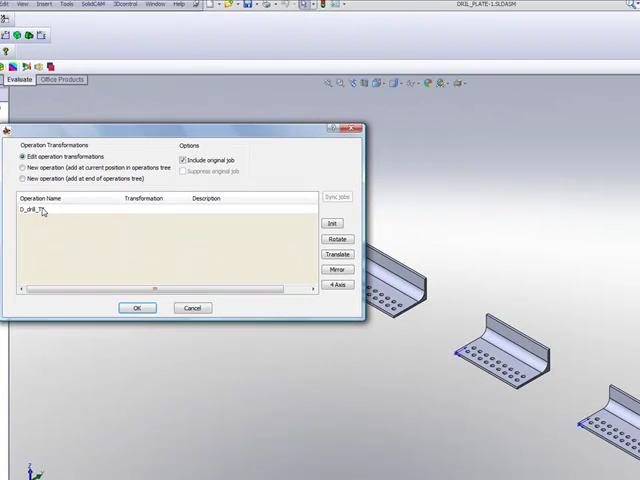 Edit View Insert Tools SolidCAM 3Dcontrol Window Help
DRIL_PLATE-1.SLDASM
Evaluate Office Products
Operation Transformations
Options
Edit operation transformations
Include original job
New operation (add at current position in operations tree
Suppress original job
New operation (add at end of operations tree)
Operation Name Transformation Description
Sync jobs
Init
Rotate
Translate
Mirror
4 Axis
OK Cancel
Z